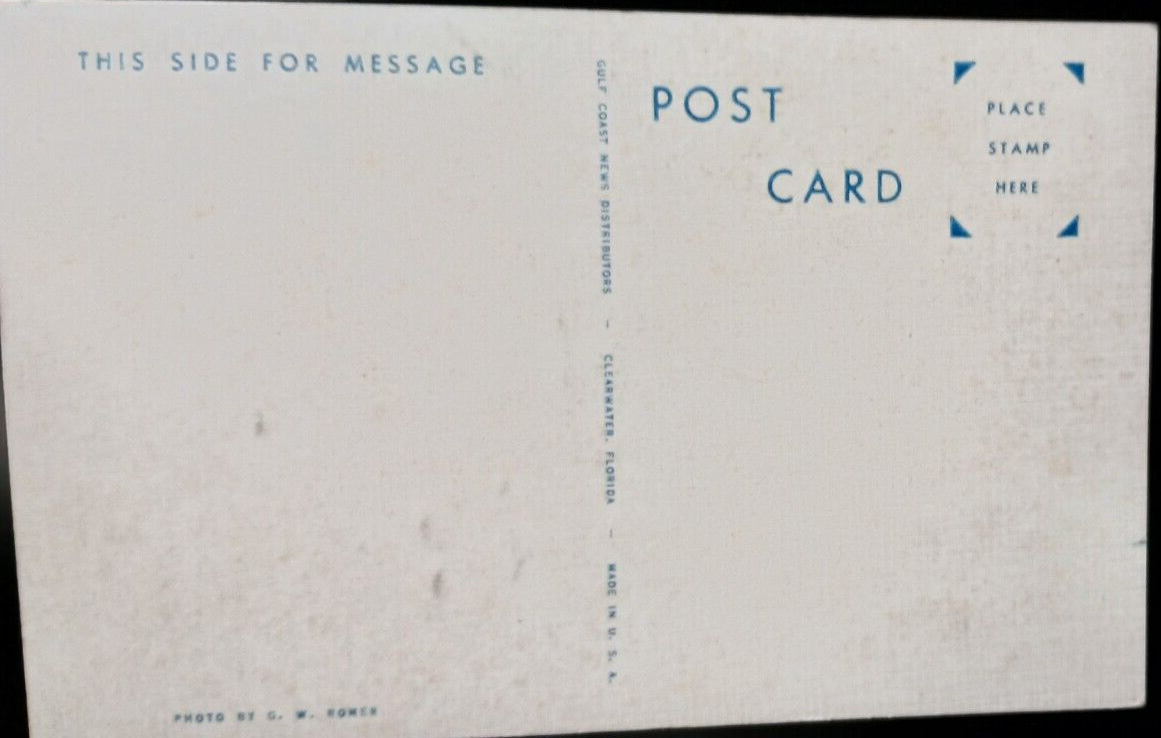 THIS SIDE FOR MESSAGE
GULF COAST NEWS DISTRIBUTORS - CLEARWATER, FLORIDA - MADE IN U. S. A.
POST
CARD
PLACE
STAMP
HERE
PHOTO BY G. W. ROMER